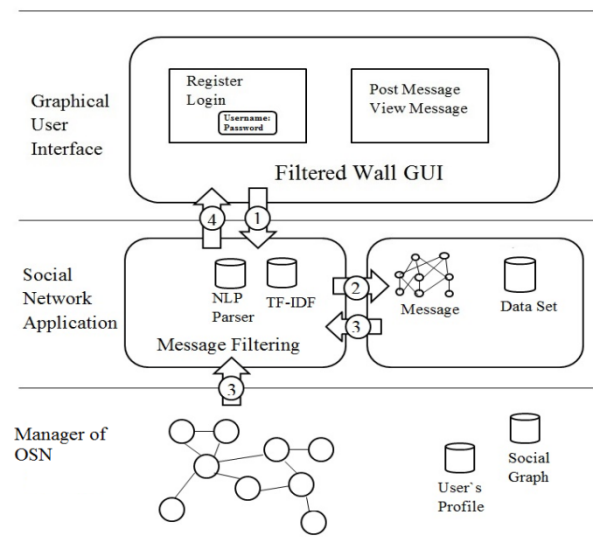 Graphical
User
Interface
Register
Login
Username:
Password
Post Message
View Message
Filtered Wall GUI
4
1
Social
Network
Application
NLP
Parser
TF-IDF
Message Filtering
2
3
Message
Data Set
3
Manager of
OSN
User`s
Profile
Social
Graph